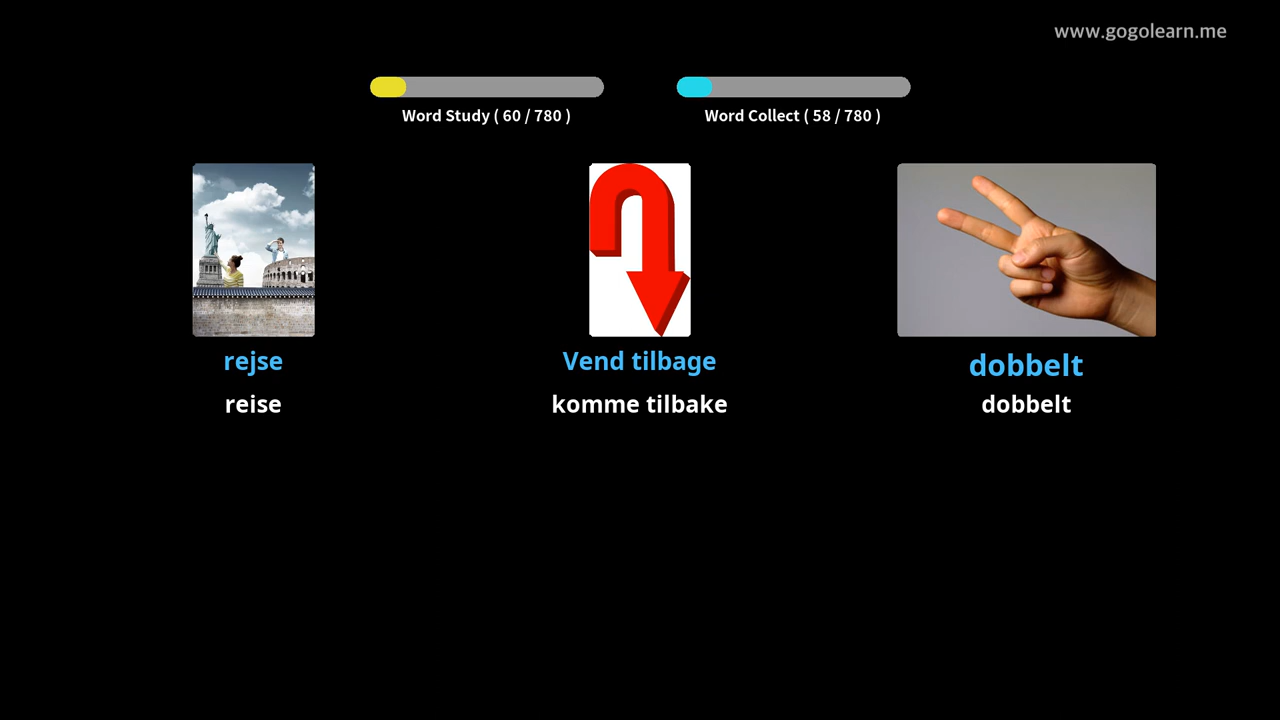 www.gogolearn.me
Word Study ( 60 / 780 )
Word Collect ( 58 / 780 )
rejse
Vend tilbage
dobbelt
reise
komme tilbake
dobbelt